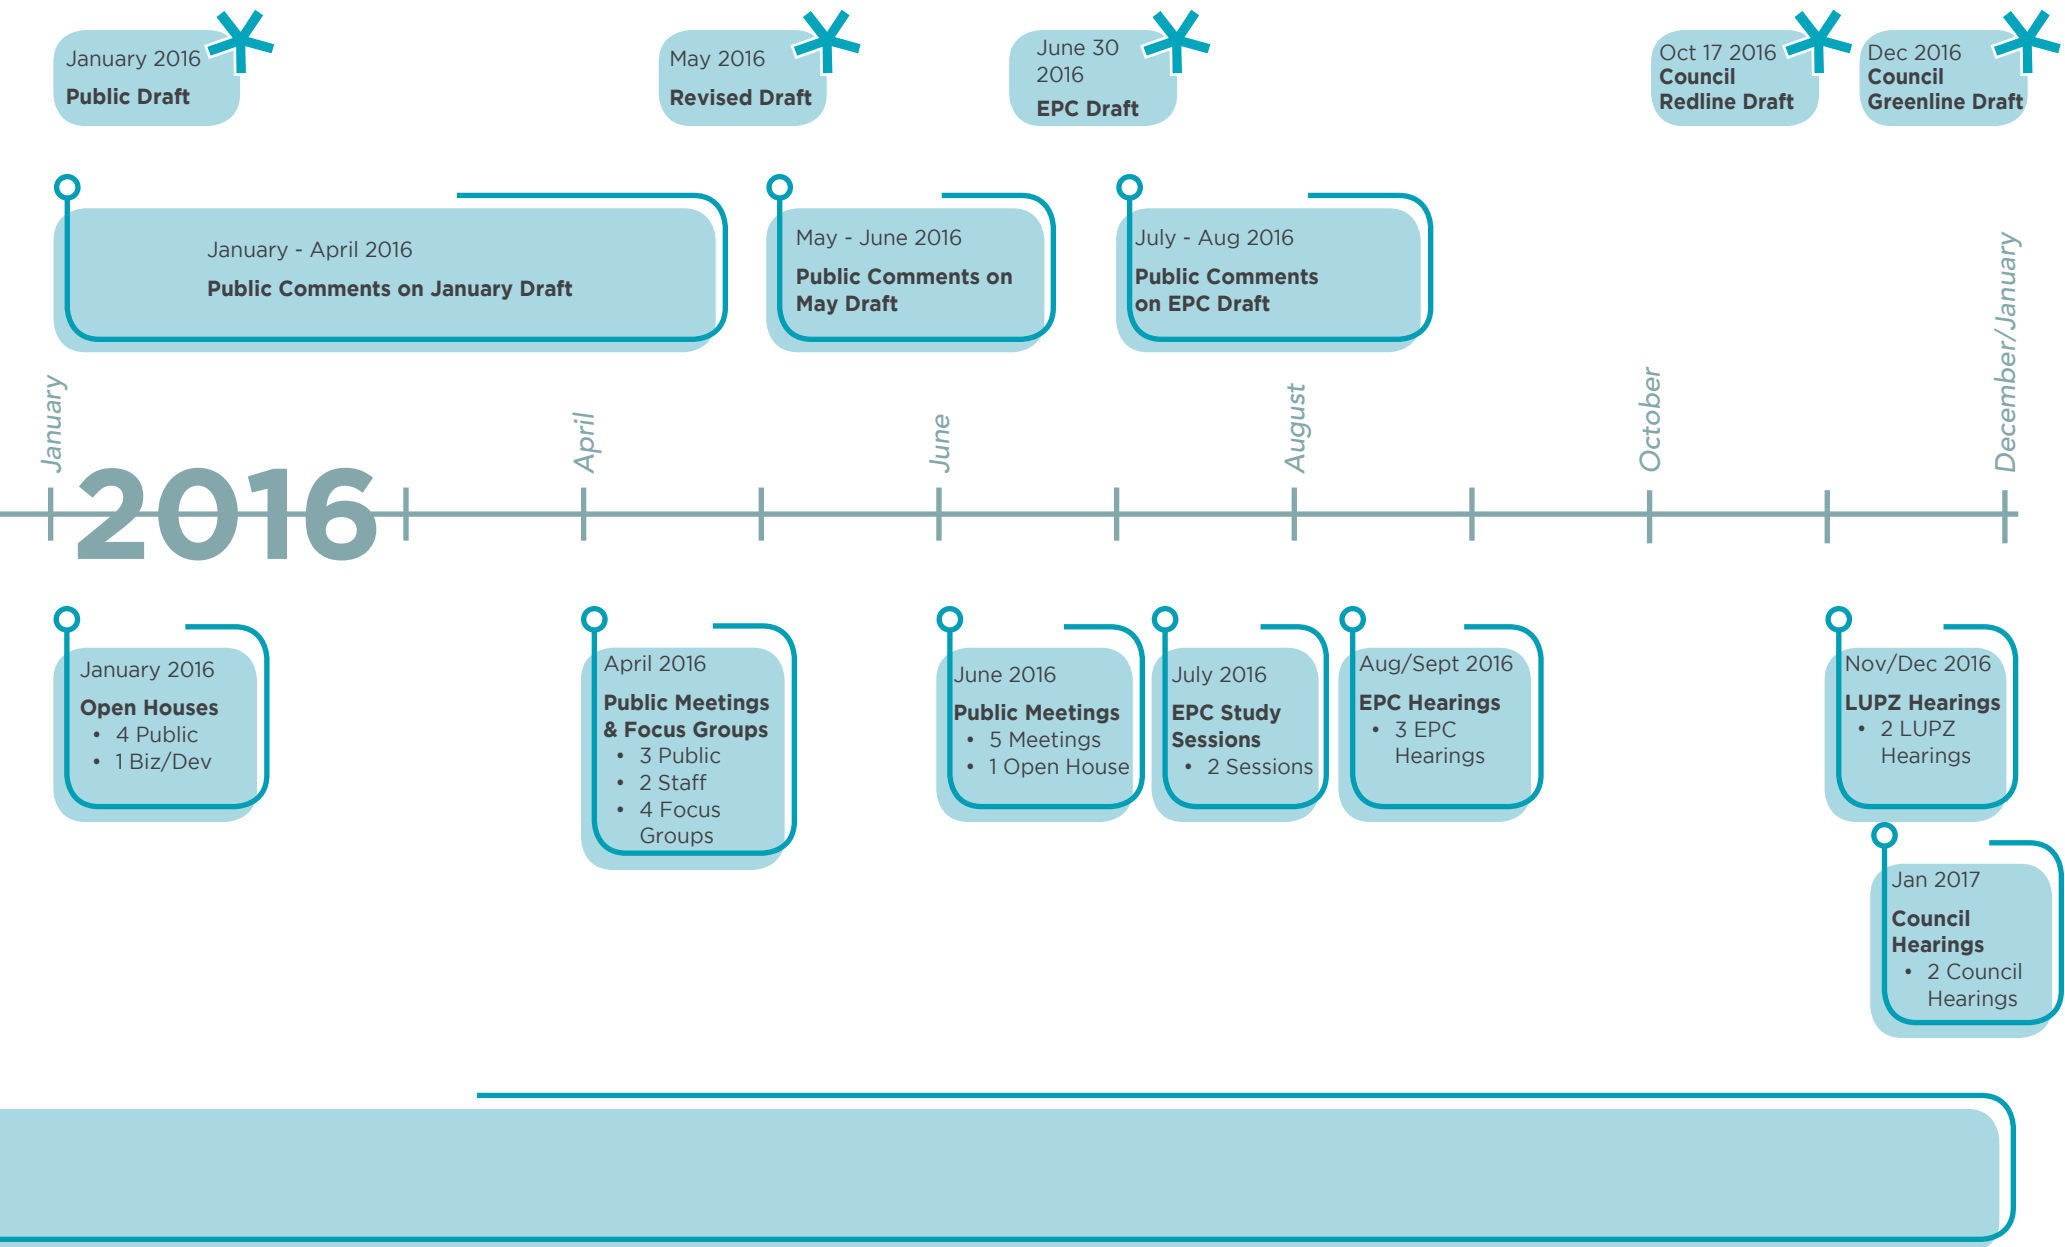 January 2016
Public Draft
May 2016
Revised Draft
June 30
2016
EPC Draft
Oct 17 2016
Council
Redline Draft
Dec 2016
Council
Greenline Draft
January - April 2016
Public Comments on January Draft
May - June 2016
Public Comments on
May Draft
July - Aug 2016
Public Comments
on EPC Draft
January
April
June
August
October
December/January
2016
January 2016
Open Houses
• 4 Public
• 1 Biz/Dev
April 2016
Public Meetings
& Focus Groups
• 3 Public
• 2 Staff
• 4 Focus
Groups
June 2016
Public Meetings
• 5 Meetings
• 1 Open House
July 2016
EPC Study
Sessions
• 2 Sessions
Aug/Sept 2016
EPC Hearings
• 3 EPC
Hearings
Nov/Dec 2016
LUPZ Hearings
• 2 LUPZ
Hearings
Jan 2017
Council
Hearings
• 2 Council
Hearings